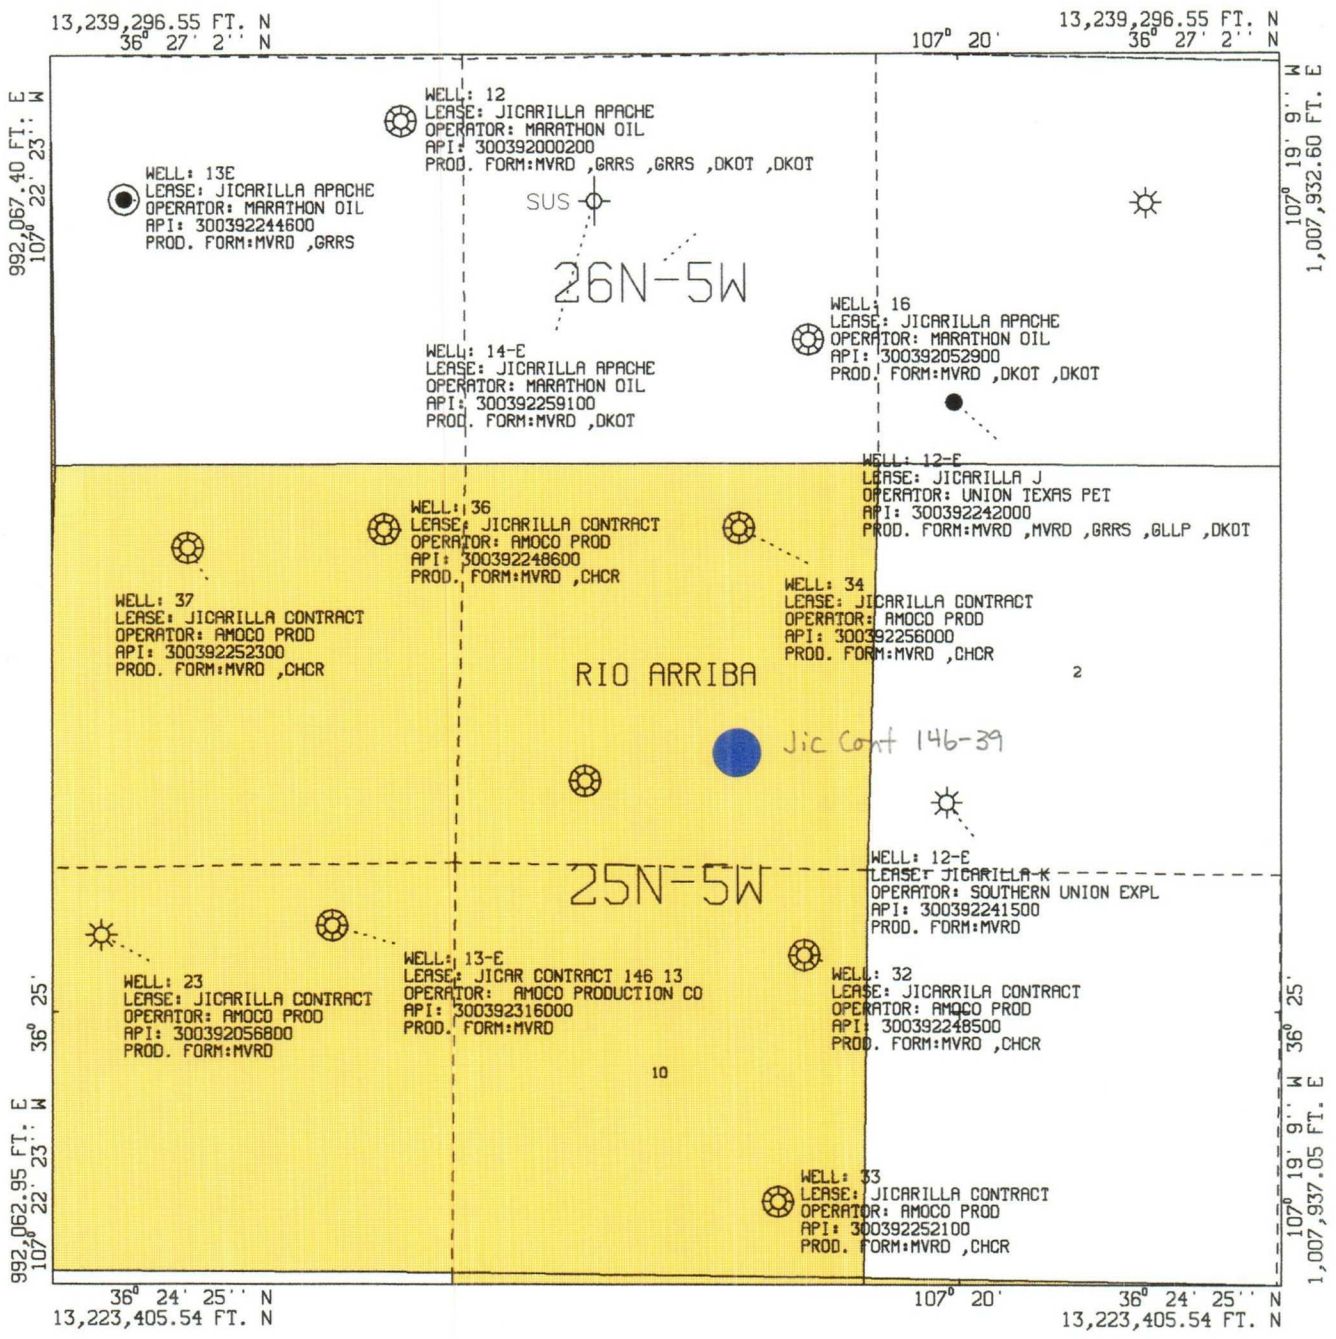 13,239,296.55 FT. N
36° 27' 2'' N
107° 20'
13,239,296.55 FT. N
36° 27' 2'' N
992,067.40 FT. E
107° 22' 23'' W
107° 19' 9'' W
1,007,932.60 FT. E
WELL: 12
LEASE: JICARILLA APACHE
OPERATOR: MARATHON OIL
API: 300392000200
PROD. FORM:MVRD ,GRRS ,GRRS ,DKOT ,DKOT
WELL: 13E
LEASE: JICARILLA APACHE
OPERATOR: MARATHON OIL
API: 300392244600
PROD. FORM:MVRD ,GRRS
SUS
26N-5W
WELL: 16
LEASE: JICARILLA APACHE
OPERATOR: MARATHON OIL
API: 300392052900
PROD. FORM:MVRD ,DKOT ,DKOT
WELL: 14-E
LEASE: JICARILLA APACHE
OPERATOR: MARATHON OIL
API: 300392259100
PROD. FORM:MVRD ,DKOT
WELL: 12-E
LEASE: JICARILLA J
OPERATOR: UNION TEXAS PET
API: 300392242000
PROD. FORM:MVRD ,MVRD ,GRRS ,GLLP ,DKOT
WELL: 36
LEASE: JICARILLA CONTRACT
OPERATOR: AMOCO PROD
API: 300392248600
PROD. FORM:MVRD ,CHCR
WELL: 34
LEASE: JICARILLA CONTRACT
OPERATOR: AMOCO PROD
API: 300392256000
PROD. FORM:MVRD ,CHCR
WELL: 37
LEASE: JICARILLA CONTRACT
OPERATOR: AMOCO PROD
API: 300392252300
PROD. FORM:MVRD ,CHCR
RIO ARRIBA
2
Jic Cont 146-39
WELL: 12-E
LEASE: JICARILLA K
OPERATOR: SOUTHERN UNION EXPL
API: 300392241500
PROD. FORM:MVRD
25N-5W
WELL: 13-E
LEASE: JICAR CONTRACT 146 13
OPERATOR: AMOCO PRODUCTION CO
API: 300392316000
PROD. FORM:MVRD
WELL: 23
LEASE: JICARILLA CONTRACT
OPERATOR: AMOCO PROD
API: 300392056800
PROD. FORM:MVRD
WELL: 32
LEASE: JICARRILA CONTRACT
OPERATOR: AMOCO PROD
API: 300392248500
PROD. FORM:MVRD ,CHCR
36° 25'
36° 25'
10
WELL: 33
LEASE: JICARILLA CONTRACT
OPERATOR: AMOCO PROD
API: 300392252100
PROD. FORM:MVRD ,CHCR
992,062.95 FT. E
107° 22' 23'' W
107° 19' 9'' W
1,007,937.05 FT. E
36° 24' 25'' N
13,223,405.54 FT. N
107° 20'
36° 24' 25'' N
13,223,405.54 FT. N